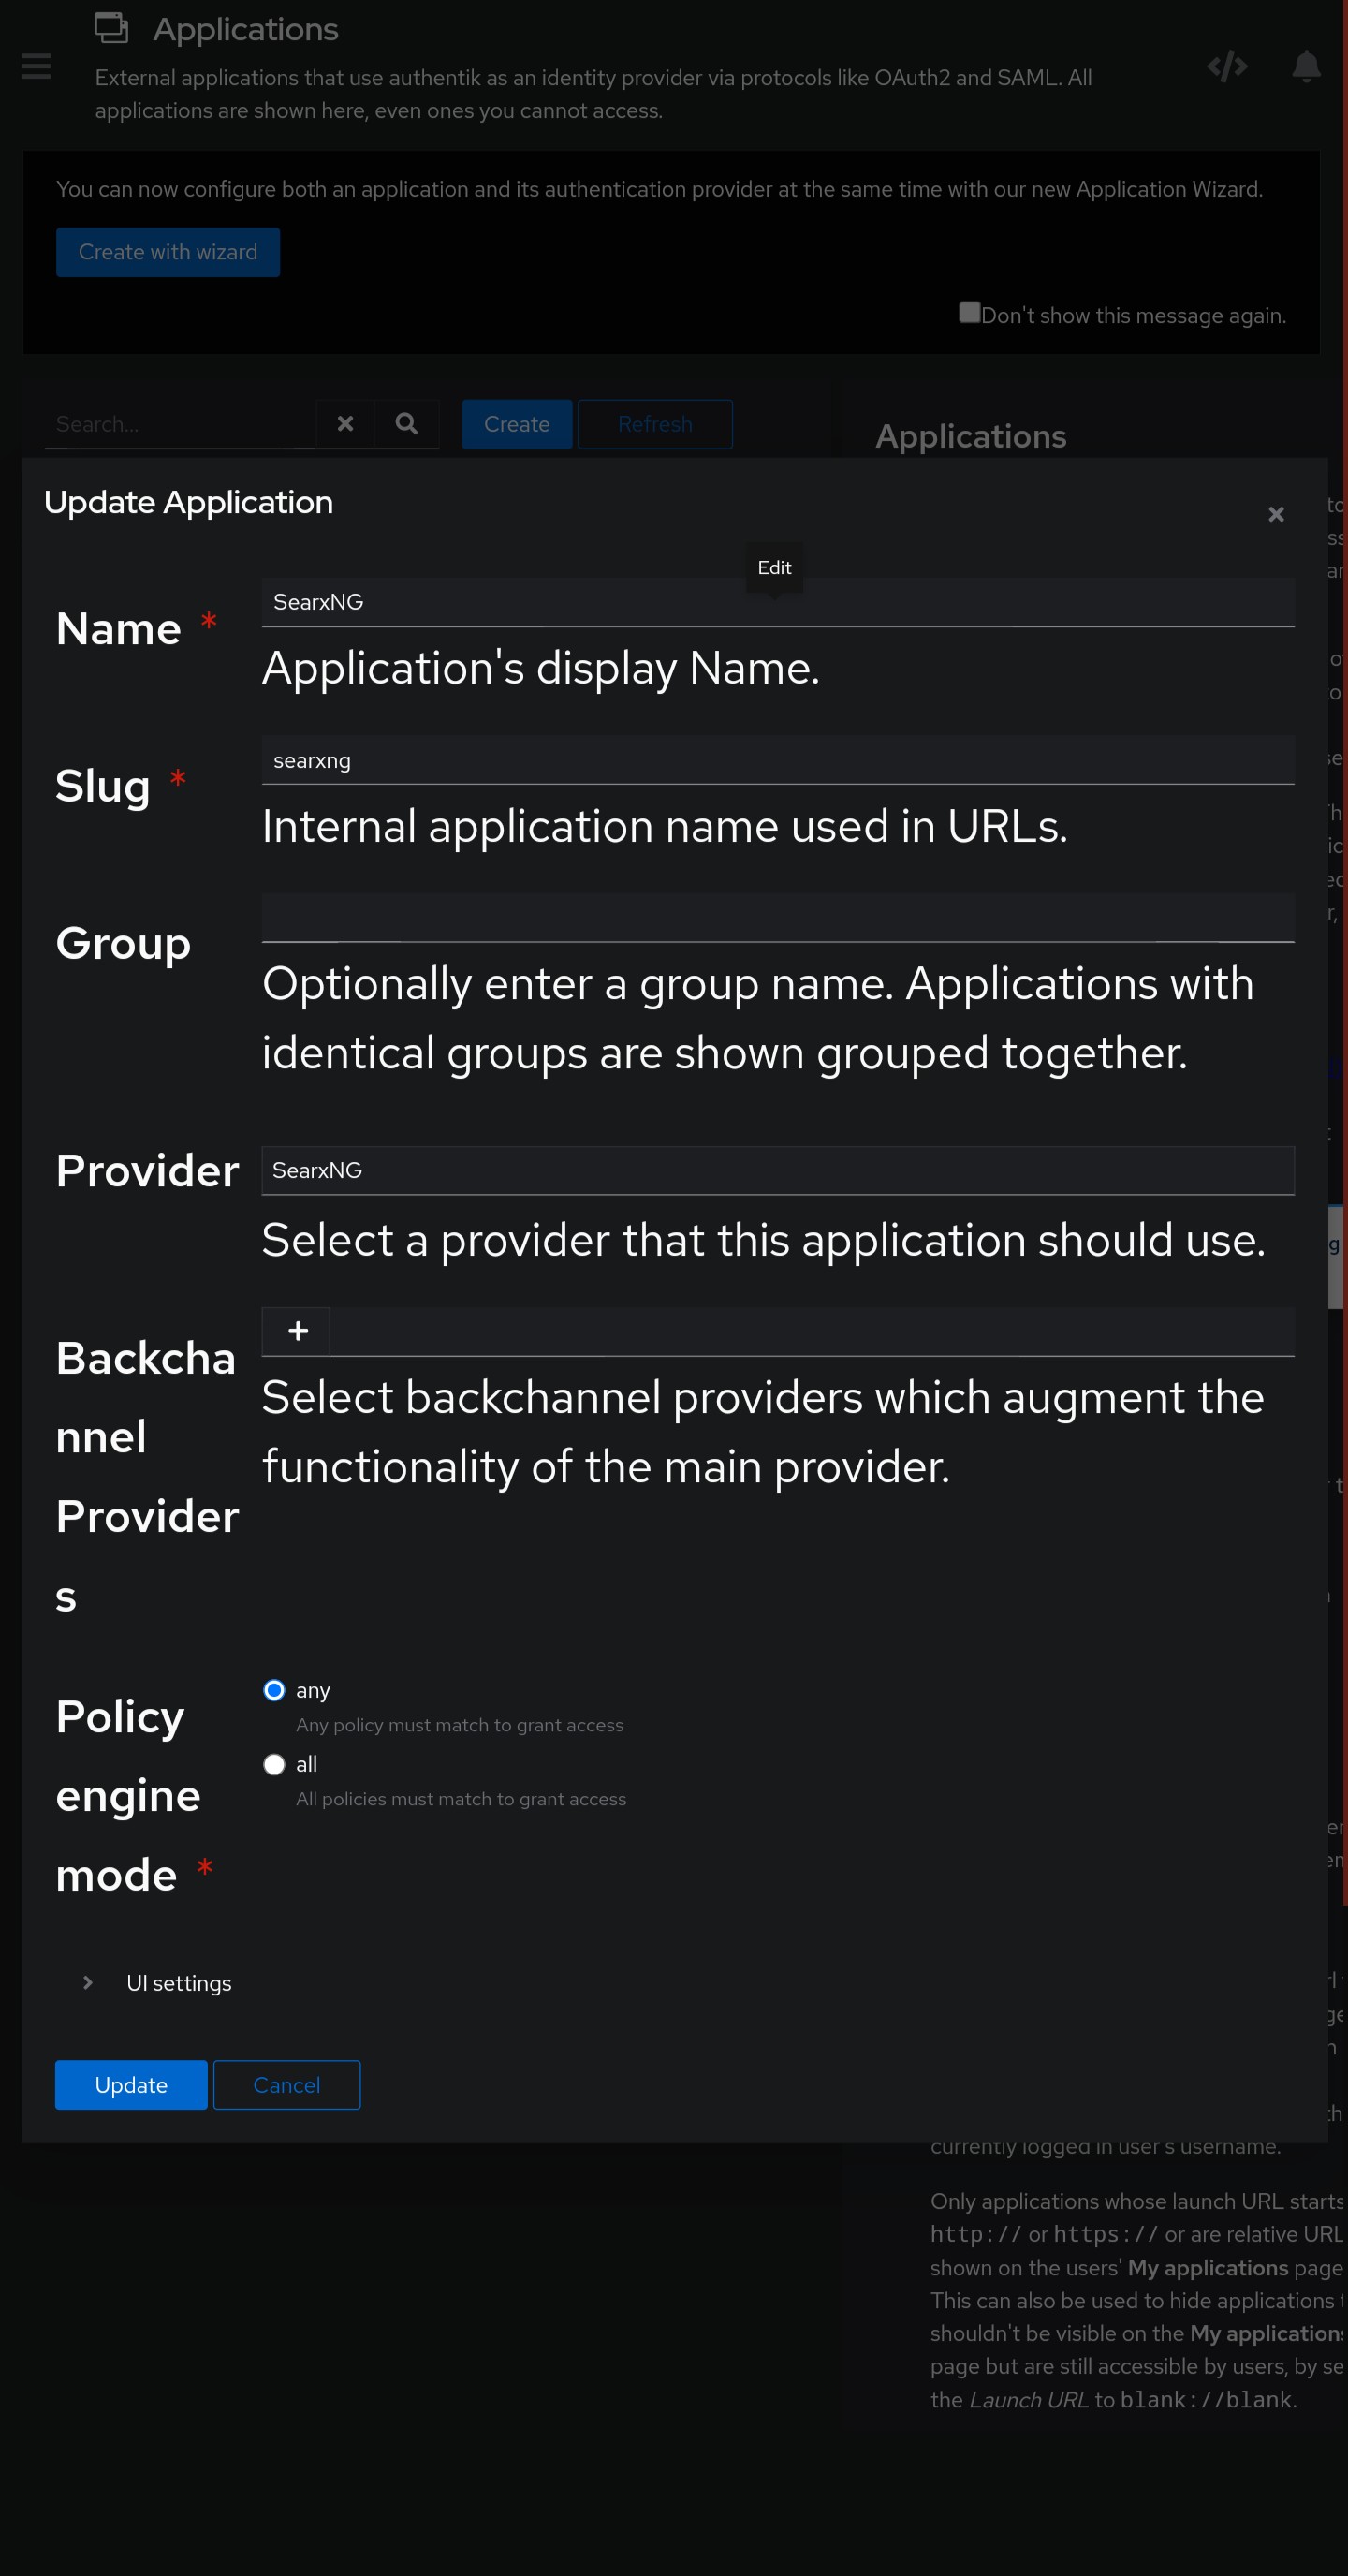 Applications
External applications that use authentik as an identity provider via protocols like OAuth2 and SAML. All
applications are shown here, even ones you cannot access.
You can now configure both an application and its authentication provider at the same time with our new Application Wizard.
Create with wizard
Don't show this message again.
Search...
Create
Refresh
Applications
Update Application
Edit
Name *
SearxNG
Application's display Name.
Slug *
searxng
Internal application name used in URLs.
Group
Optionally enter a group name. Applications with
identical groups are shown grouped together.
Provider
SearxNG
Select a provider that this application should use.
Backcha
nnel
Provider
s
Select backchannel providers which augment the
functionality of the main provider.
Policy
engine
mode *
any
Any policy must match to grant access
all
All policies must match to grant access
UI settings
Update
Cancel
currently logged in user's username.
Only applications whose launch URL starts
http:// or https:// or are relative URL
shown on the users' My applications page
This can also be used to hide applications
shouldn't be visible on the My applications
page but are still accessible by users, by se
the Launch URL to blank://blank.